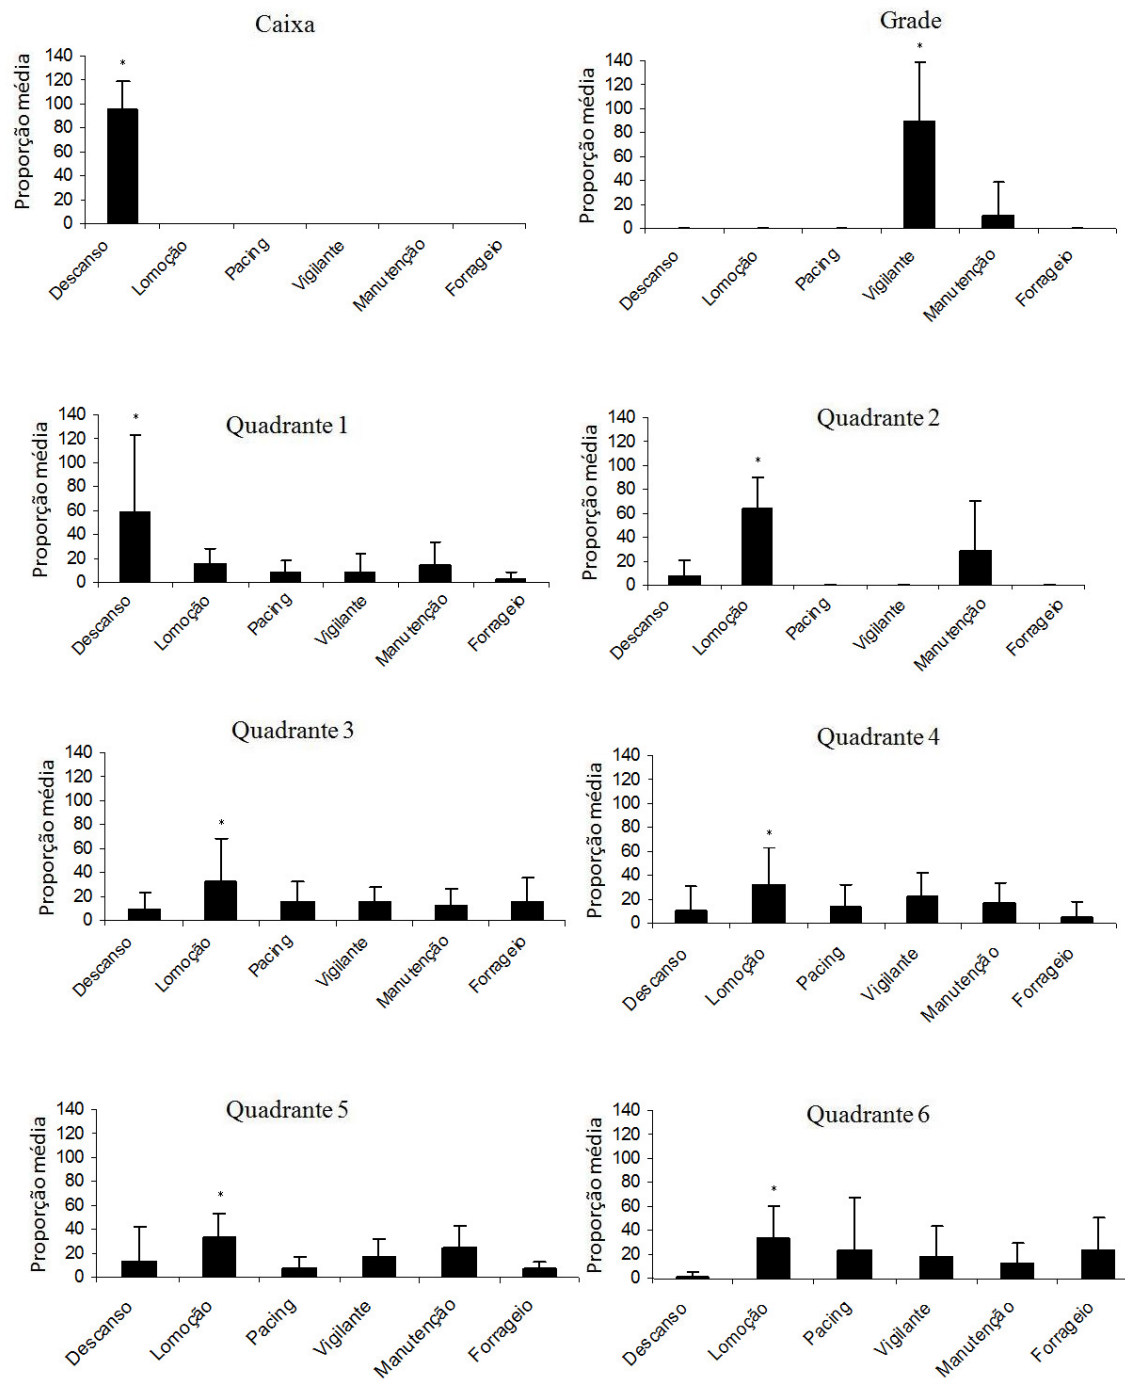 Caixa
*
Proporção média
140
120
100
80
60
40
20
0
Descanso
Lomoção
Pacing
Vigilante
Manutenção
Forrageio
Grade
*
Proporção média
140
120
100
80
60
40
20
0
Descanso
Lomoção
Pacing
Vigilante
Manutenção
Forrageio
Quadrante 1
*
Proporção média
140
120
100
80
60
40
20
0
Descanso
Lomoção
Pacing
Vigilante
Manutenção
Forrageio
Quadrante 2
*
Proporção média
140
120
100
80
60
40
20
0
Descanso
Lomoção
Pacing
Vigilante
Manutenção
Forrageio
Quadrante 3
*
Proporção média
140
120
100
80
60
40
20
0
Descanso
Lomoção
Pacing
Vigilante
Manutenção
Forrageio
Quadrante 4
*
Proporção média
140
120
100
80
60
40
20
0
Descanso
Lomoção
Pacing
Vigilante
Manutenção
Forrageio
Quadrante 5
*
Proporção média
140
120
100
80
60
40
20
0
Descanso
Lomoção
Pacing
Vigilante
Manutenção
Forrageio
Quadrante 6
*
Proporção média
140
120
100
80
60
40
20
0
Descanso
Lomoção
Pacing
Vigilante
Manutenção
Forrageio